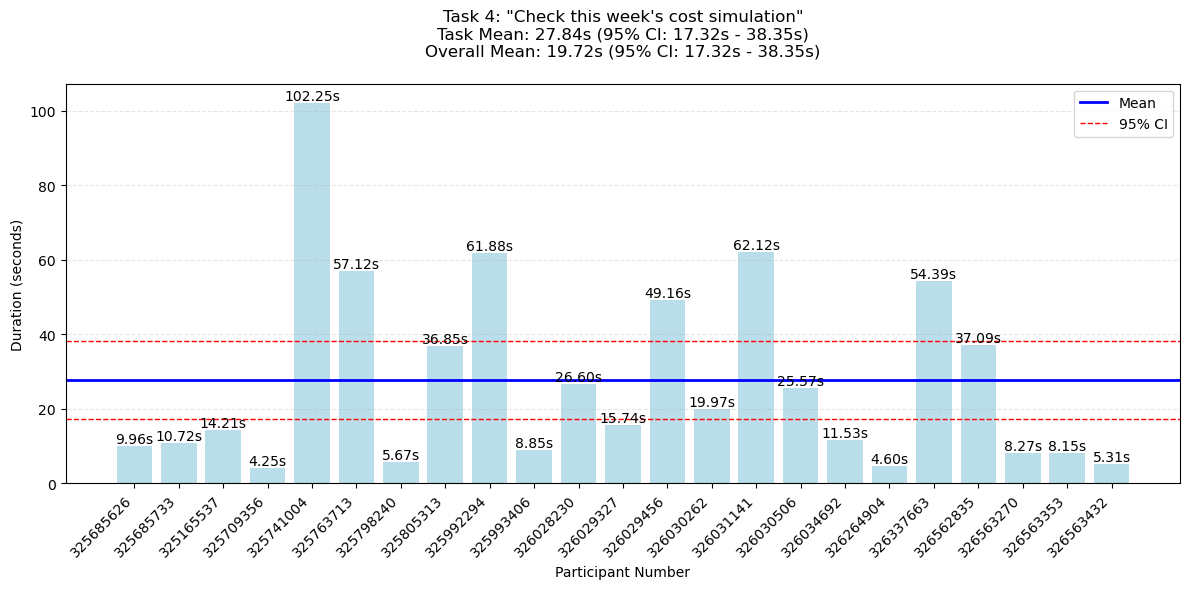 Task 4: "Check this week's cost simulation"
Task Mean: 27.84s (95% CI: 17.32s - 38.35s)
Overall Mean: 19.72s (95% CI: 17.32s - 38.35s)
Mean
95% CI
Duration (seconds)
100
80
60
40
20
0
9.96s
10.72s
14.21s
4.25s
102.25s
57.12s
5.67s
36.85s
61.88s
8.85s
26.60s
15.74s
49.16s
19.97s
62.12s
25.57s
11.53s
4.60s
54.39s
37.09s
8.27s
8.15s
5.31s
325685626
325685733
325165537
325709356
325741004
325763713
325798240
325805313
325992294
325993406
326028230
326029327
326029456
326030262
326031141
326030506
326034692
326264904
326337663
326562835
326563270
326563353
326563432
Participant Number